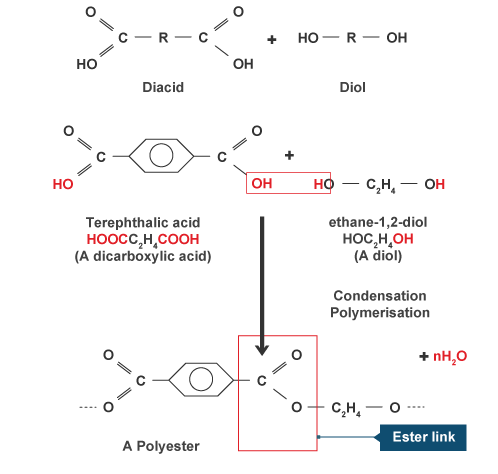 O O
C — R — C + HO — R — OH
HO OH
Diacid Diol
O O
C C +
HO OH HO — C₂H₄ — OH
Terephthalic acid ethane-1,2-diol
HOOCC₂H₄COOH HOC₂H₄OH
(A dicarboxylic acid) (A diol)
Condensation
Polymerisation
O O + nH₂O
C C
O O — C₂H₄ — O
A Polyester Ester link